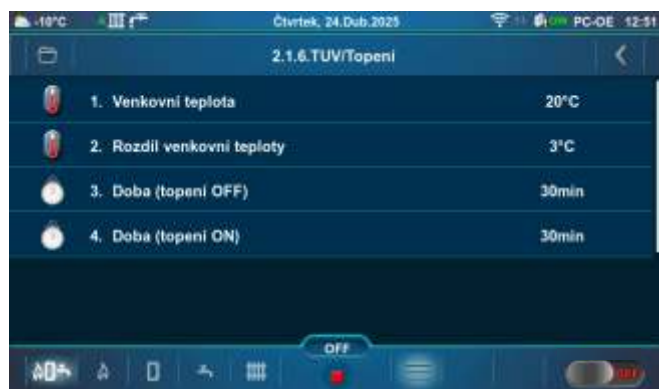 -10°C Čtvrtek, 24.Dub.2025 ON PC-OE 12:51
2.1.6.TUV/Topení
1. Venkovní teplota 20°C
2. Rozdíl venkovní teploty 3°C
3. Doba (topení OFF) 30min
4. Doba (topení ON) 30min
OFF
OFF